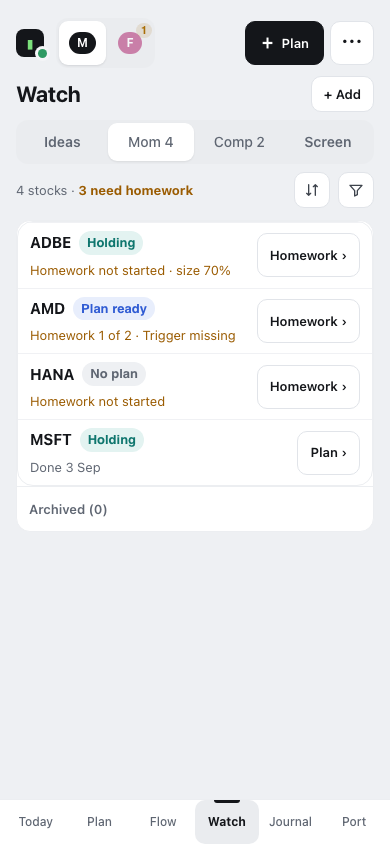 M
F
1
+ Plan
...
Watch
+ Add
Ideas
Mom 4
Comp 2
Screen
4 stocks · 3 need homework
ADBE Holding
Homework not started · size 70%
Homework ›
AMD Plan ready
Homework 1 of 2 · Trigger missing
Homework ›
HANA No plan
Homework not started
Homework ›
MSFT Holding
Done 3 Sep
Plan ›
Archived (0)
Today
Plan
Flow
Watch
Journal
Port